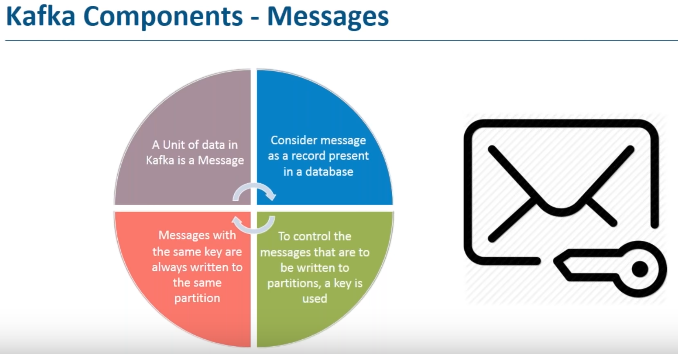 Kafka Components - Messages
A Unit of data in
Kafka is a Message
Consider message
as a record present
in a database
Messages with
the same key are
always written to
the same
partition
To control the
messages that are to
be written to
partitions, a key is
used